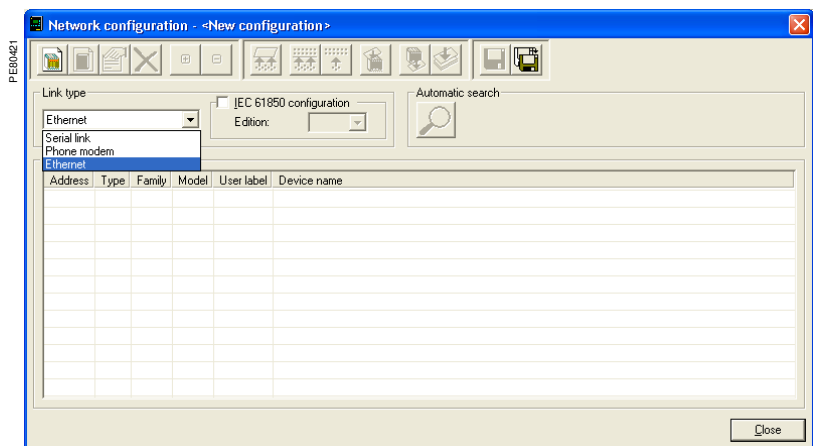 PE80421
Network configuration - <New configuration>
Link type
Ethernet
Serial link
Phone modem
Ethernet
IEC 61850 configuration
Edition:
Automatic search
Address Type Family Model User label Device name
Close